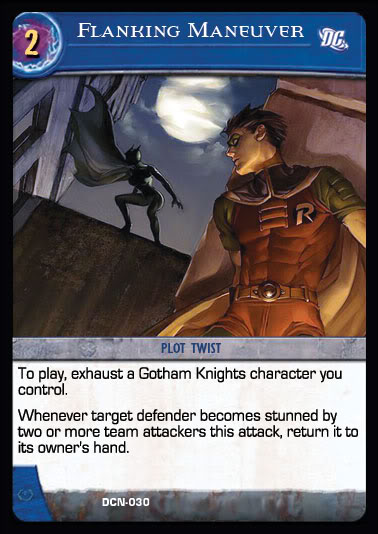 2
FLANKING MANEUVER
DC
R
PLOT TWIST
To play, exhaust a Gotham Knights character you
control.
Whenever target defender becomes stunned by
two or more team attackers this attack, return it to
its owner's hand.
DCN-030